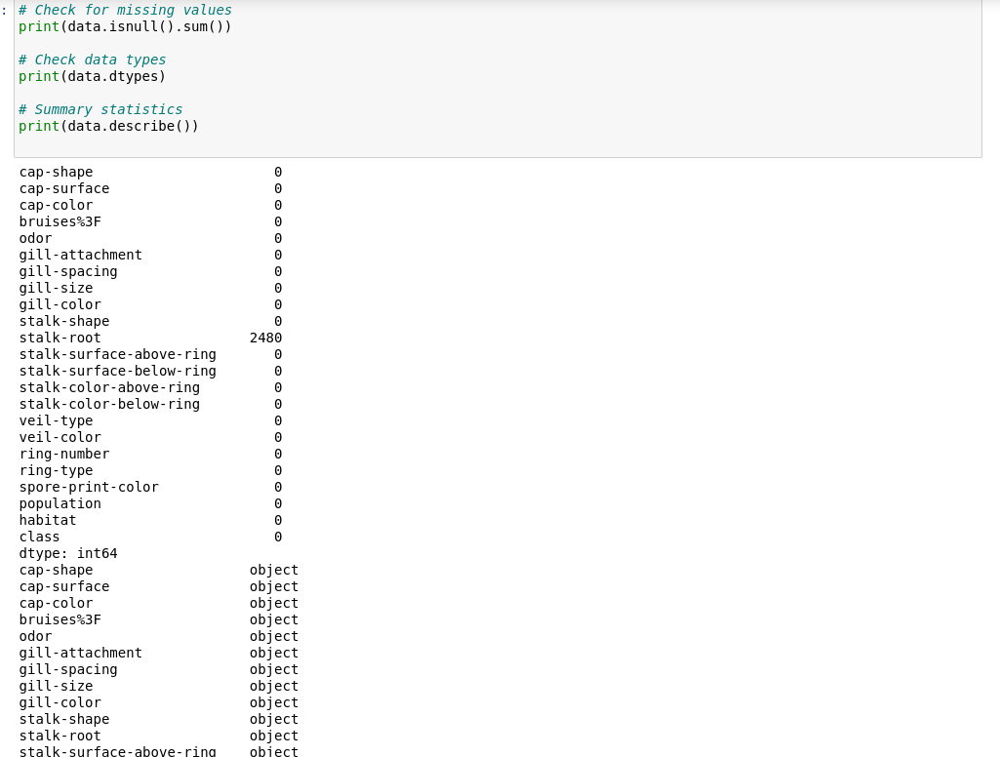 :
# Check for missing values
print(data.isnull().sum())
# Check data types
print(data.dtypes)
# Summary statistics
print(data.describe())
cap-shape 0
cap-surface 0
cap-color 0
bruises%3F 0
odor 0
gill-attachment 0
gill-spacing 0
gill-size 0
gill-color 0
stalk-shape 0
stalk-root 2480
stalk-surface-above-ring 0
stalk-surface-below-ring 0
stalk-color-above-ring 0
stalk-color-below-ring 0
veil-type 0
veil-color 0
ring-number 0
ring-type 0
spore-print-color 0
population 0
habitat 0
class 0
dtype: int64
cap-shape object
cap-surface object
cap-color object
bruises%3F object
odor object
gill-attachment object
gill-spacing object
gill-size object
gill-color object
stalk-shape object
stalk-root object
stalk-surface-above-ring object